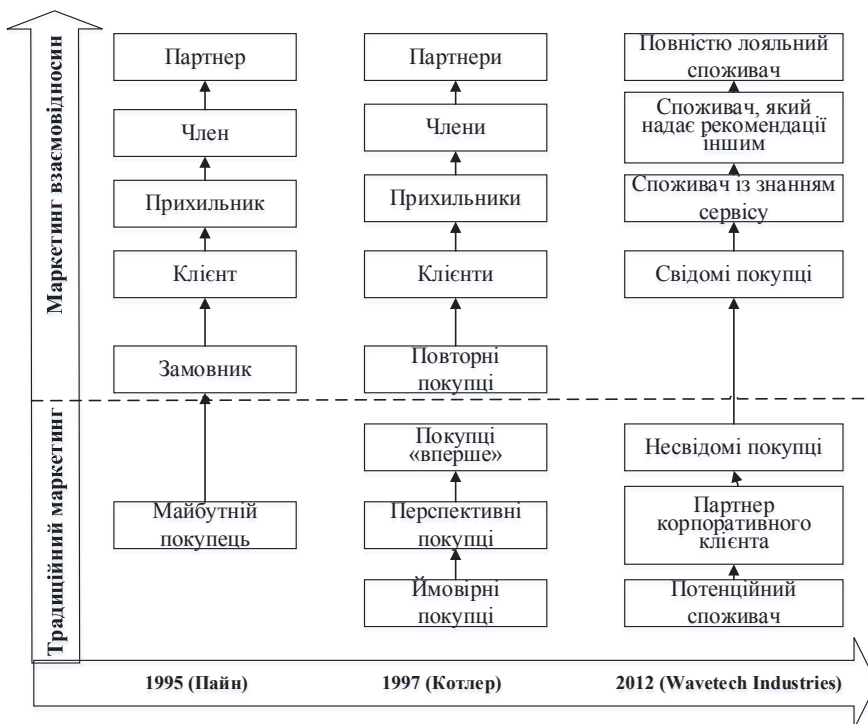 Маркетинг взаємовідносин
Традиційний маркетинг
Партнер
Член
Прихильник
Клієнт
Замовник
Майбутній
покупець
Партнери
Члени
Прихильники
Клієнти
Повторні
покупці
Покупці
«вперше»
Перспективні
покупці
Ймовірні
покупці
Повністю лояльний
споживач
Споживач, який
надає рекомендації
іншим
Споживач із знанням
сервісу
Свідомі покупці
Несвідомі покупці
Партнер
корпоративного
клієнта
Потенційний
споживач
1995 (Пайн)
1997 (Котлер)
2012 (Wavetech Industries)